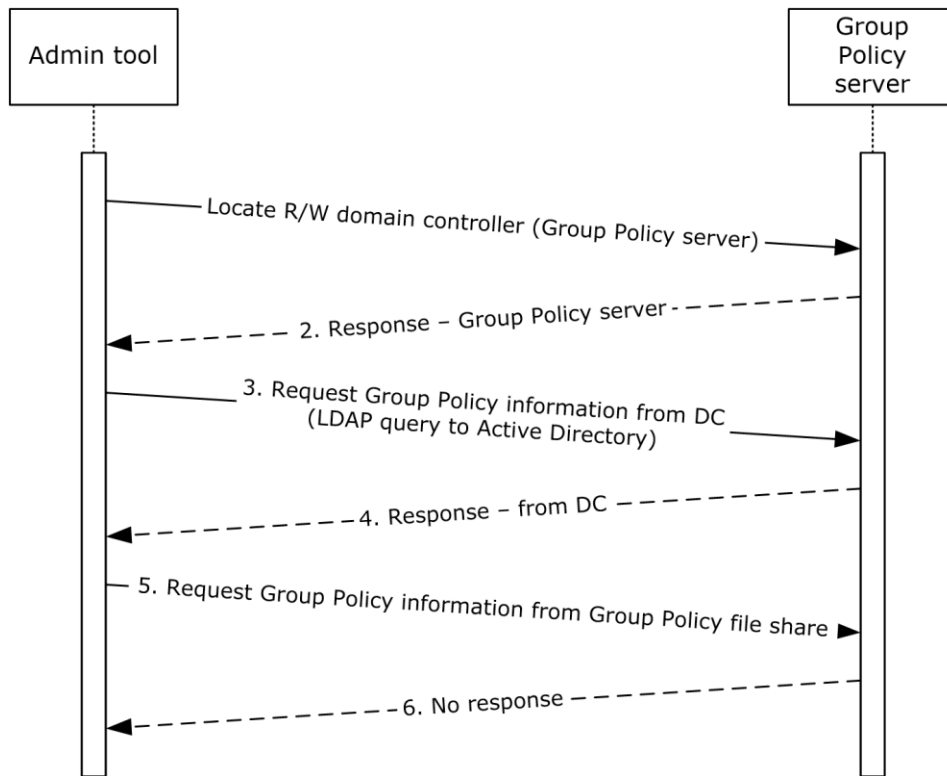 Admin tool
Group
Policy
server
Locate R/W domain controller (Group Policy server)
2. Response – Group Policy server
3. Request Group Policy information from DC
(LDAP query to Active Directory)
4. Response – from DC
5. Request Group Policy information from Group Policy file share
6. No response